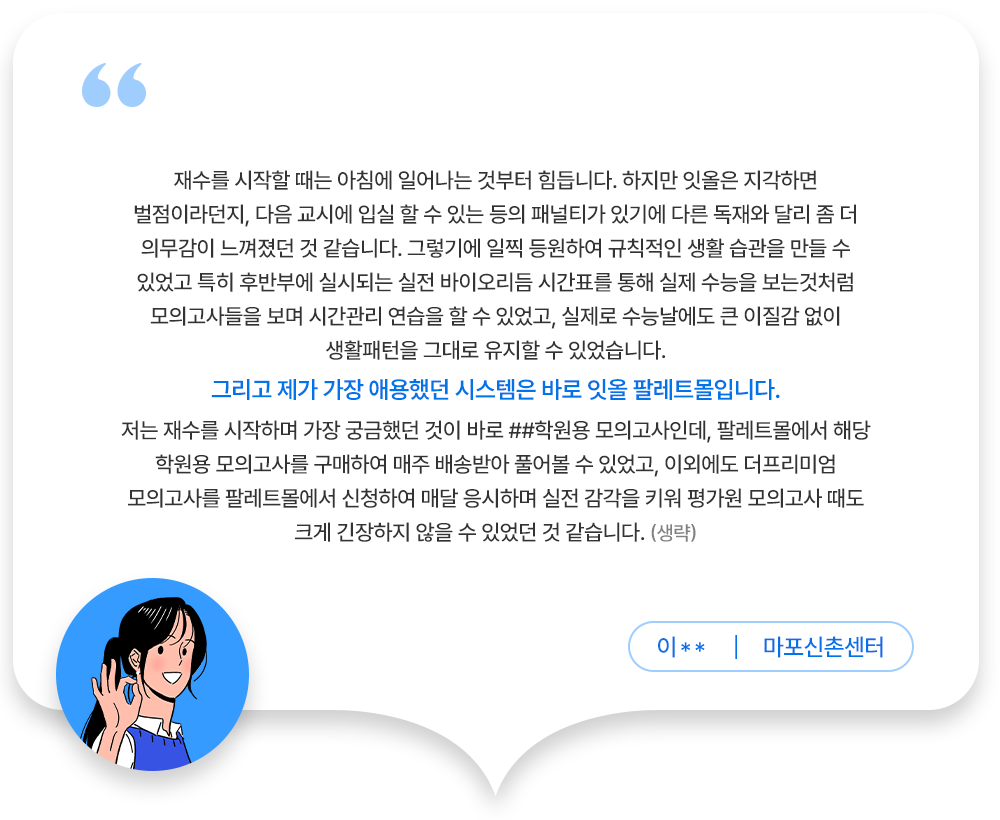 재수를 시작할 때는 아침에 일어나는 것부터 힘듭니다. 하지만 잇올은 지각하면
벌점이라던지, 다음 교시에 입실 할 수 있는 등의 패널티가 있기에 다른 독재와 달리 좀 더
의무감이 느껴졌던 것 같습니다. 그렇기에 일찍 등원하여 규칙적인 생활 습관을 만들 수
있었고 특히 후반부에 실시되는 실전 바이오리듬 시간표를 통해 실제 수능을 보는것처럼
모의고사들을 보며 시간관리 연습을 할 수 있었고, 실제로 수능날에도 큰 이질감 없이
생활패턴을 그대로 유지할 수 있었습니다.
그리고 제가 가장 애용했던 시스템은 바로 잇올 팔레트몰입니다.
저는 재수를 시작하며 가장 궁금했던 것이 바로 ##학원용 모의고사인데, 팔레트몰에서 해당
학원용 모의고사를 구매하여 매주 배송받아 풀어볼 수 있었고, 이외에도 더프리미엄
모의고사를 팔레트몰에서 신청하여 매달 응시하며 실전 감각을 키워 평가원 모의고사 때도
크게 긴장하지 않을 수 있었던 것 같습니다. (생략)
이** | 마포신촌센터